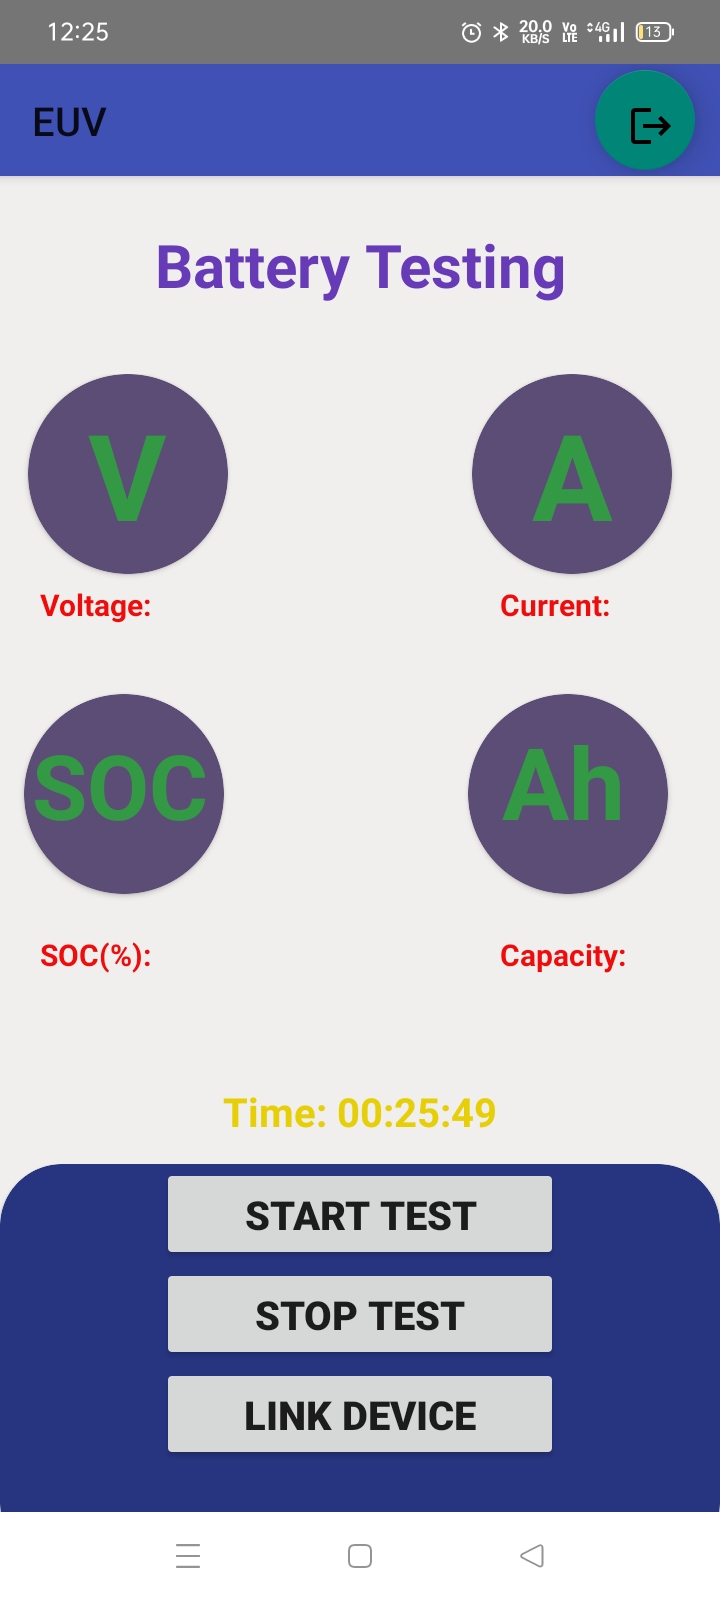 12:25 20.0 KB/S Vo LTE 4G 13
EUV
Battery Testing
V A
Voltage: Current:
SOC Ah
SOC(%): Capacity:
Time: 00:25:49
START TEST
STOP TEST
LINK DEVICE